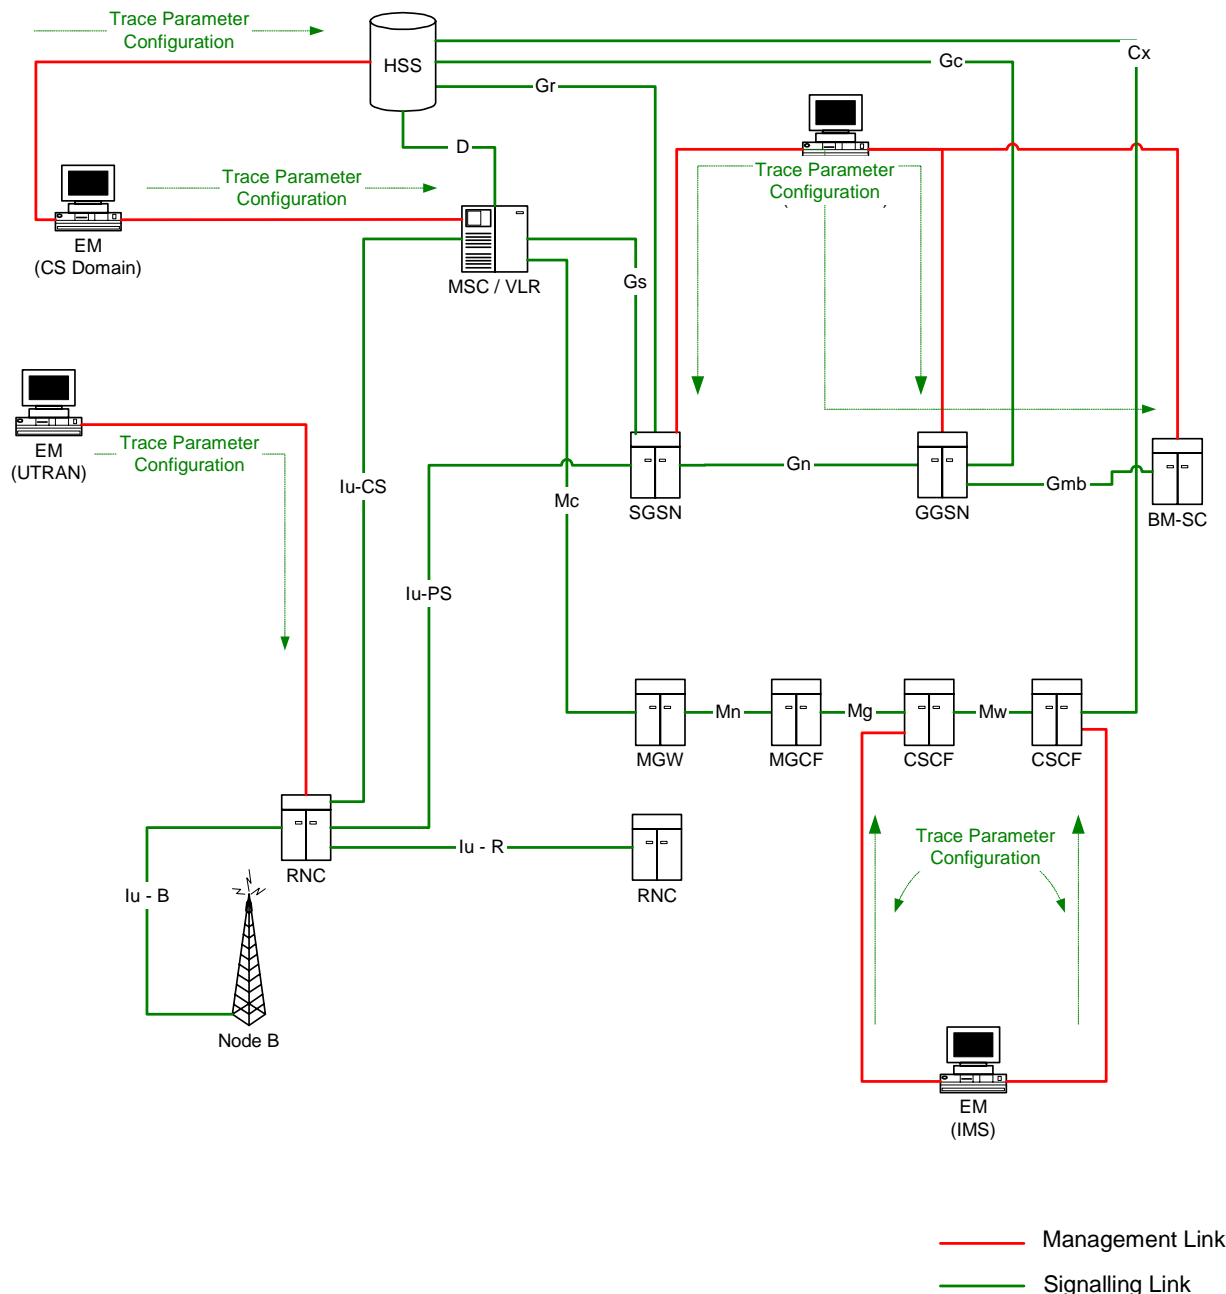 Trace Parameter
Configuration
HSS
Cx
Gc
Gr
D
Trace Parameter
Configuration
Trace Parameter
Configuration
EM
(CS Domain)
MSC / VLR
Gs
EM
(UTRAN)
Trace Parameter
Configuration
Iu-CS
Mc
SGSN
Gn
GGSN
Gmb
BM-SC
Iu-PS
Mn
Mg
Mw
MGW
MGCF
CSCF
CSCF
RNC
Iu - R
RNC
Trace Parameter
Configuration
Iu - B
Node B
EM
(IMS)
Management Link
Signalling Link